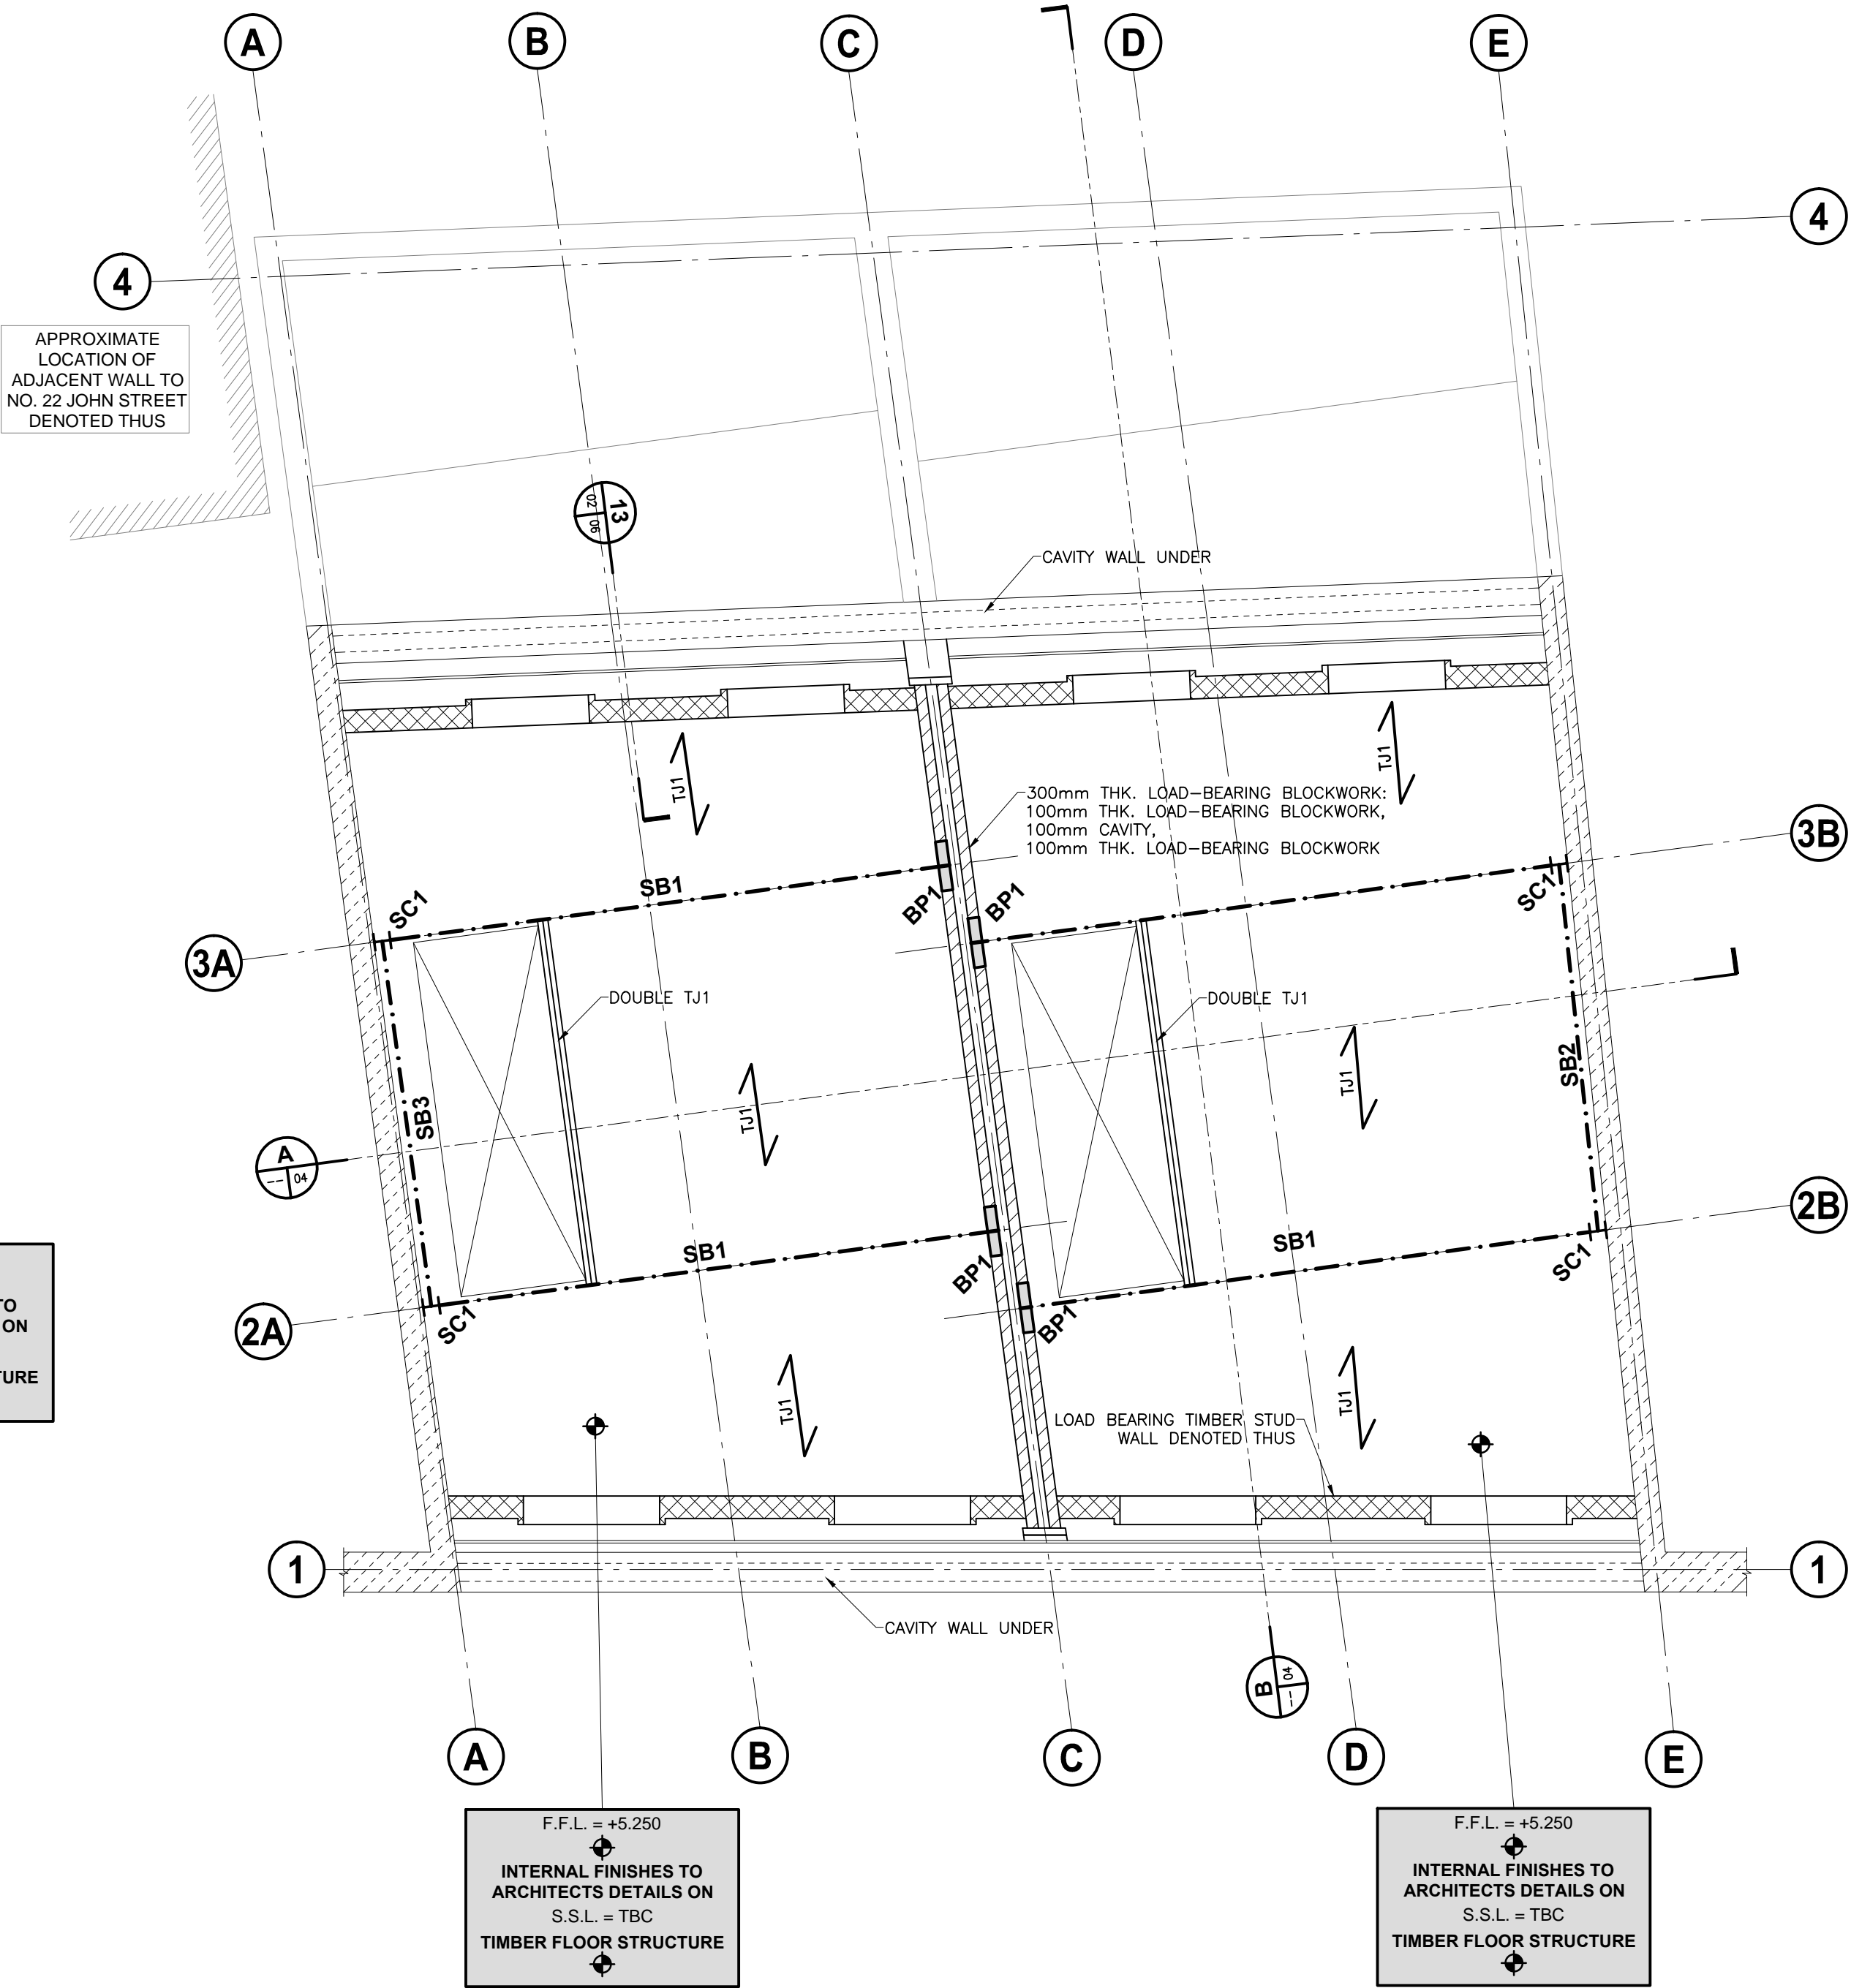 A
B
C
D
E
4
4
APPROXIMATE
LOCATION OF
ADJACENT WALL TO
NO. 22 JOHN STREET
DENOTED THUS
13
02 06
CAVITY WALL UNDER
TJ1
TJ1
300mm THK. LOAD-BEARING BLOCKWORK:
100mm THK. LOAD-BEARING BLOCKWORK,
100mm CAVITY,
100mm THK. LOAD-BEARING BLOCKWORK
3B
SB1
SC1
BP1
BP1
SC1
3A
DOUBLE TJ1
DOUBLE TJ1
SB2
TJ1
TJ1
SB3
A
-- 04
2B
SB1
SB1
SC1
BP1
SC1
BP1
2A
TJ1
TJ1
LOAD BEARING TIMBER STUD
WALL DENOTED THUS
TO
ON
TURE
1
1
CAVITY WALL UNDER
B
-- 04
A
B
C
D
E
F.F.L. = +5.250
INTERNAL FINISHES TO
ARCHITECTS DETAILS ON
S.S.L. = TBC
TIMBER FLOOR STRUCTURE
F.F.L. = +5.250
INTERNAL FINISHES TO
ARCHITECTS DETAILS ON
S.S.L. = TBC
TIMBER FLOOR STRUCTURE